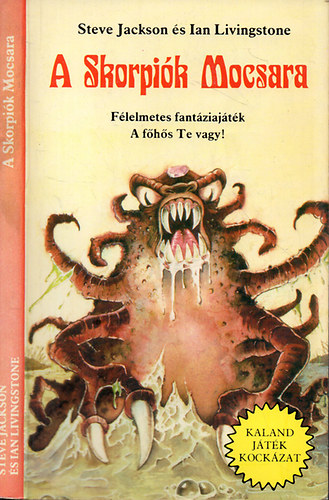 A Skorpiók Mocsara
STEVE JACKSON
ÉS IAN LIVINGSTONE
Steve Jackson és Ian Livingstone
A Skorpiók Mocsara
Félelmetes fantáziajáték
A főhős Te vagy!
KALAND
JÁTÉK
KOCKÁZAT